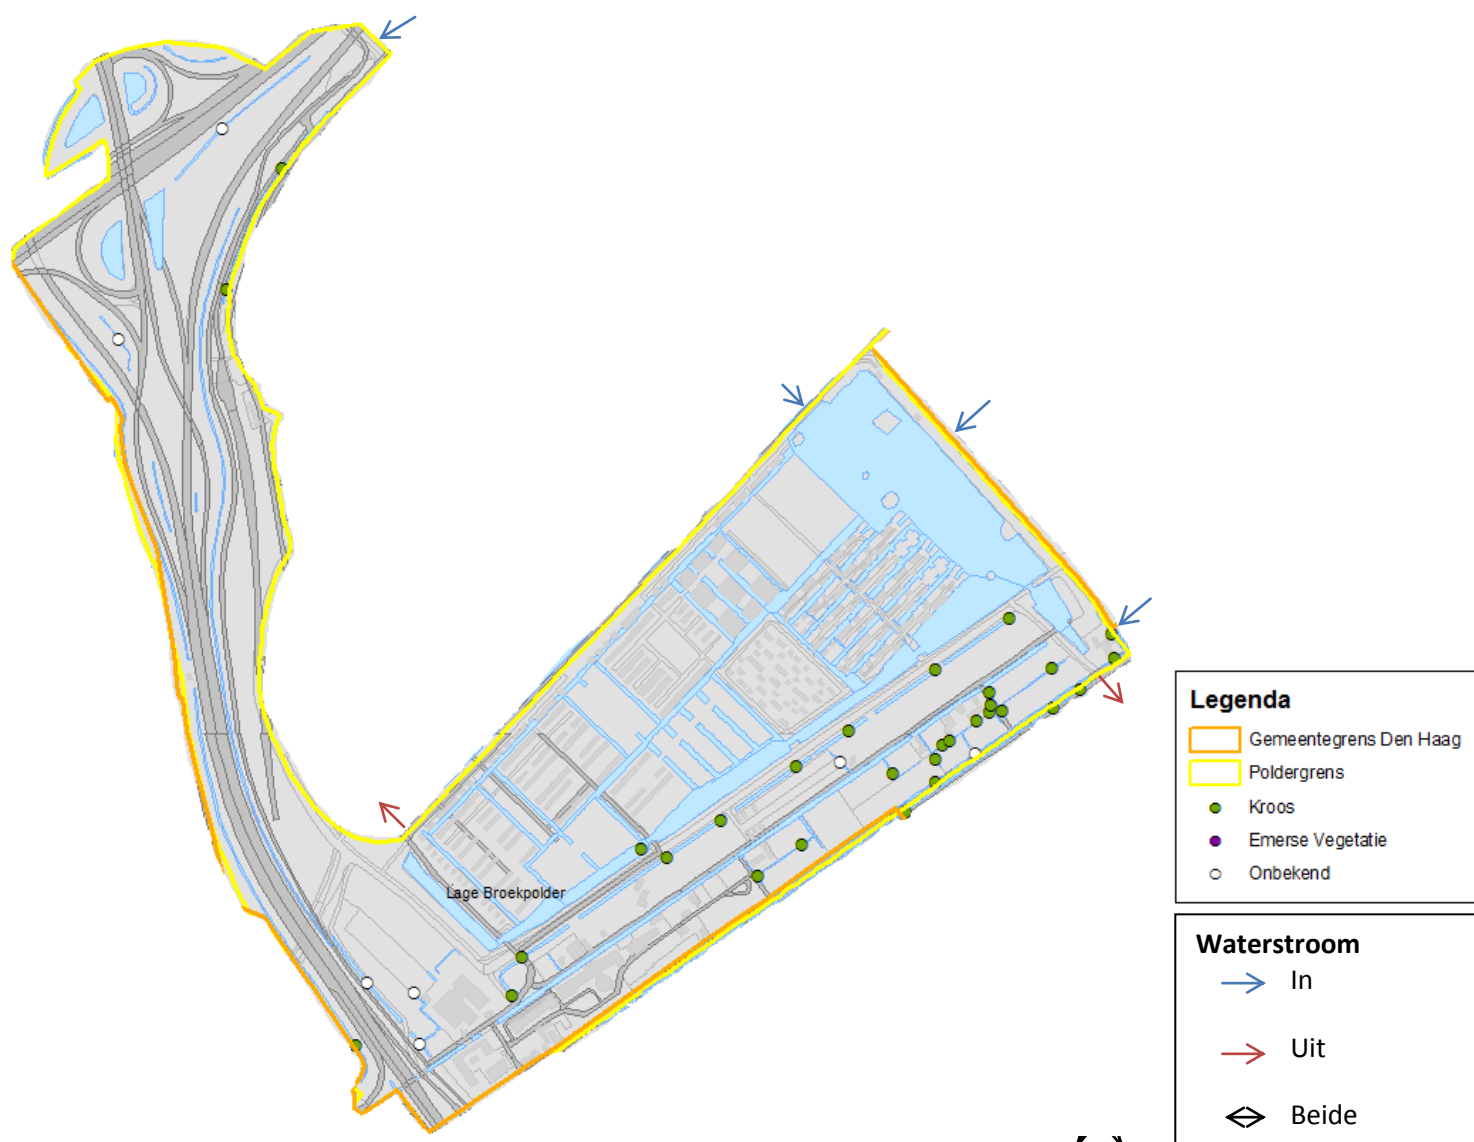 Lage Broekpolder
Legenda
Gemeentegrens Den Haag
Poldergrens
Kroos
Emerse Vegetatie
Onbekend
Waterstroom
In
Uit
Beide